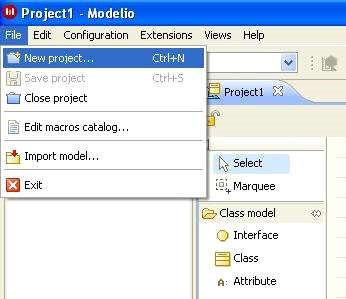 Project1 - Modelio
File Edit Configuration Extensions Views Help
New project... Ctrl+N
Save project Ctrl+S
Close project
Project1
Edit macros catalog...
Import model...
Select
Exit
Marquee
Class model
Interface
Class
Attribute